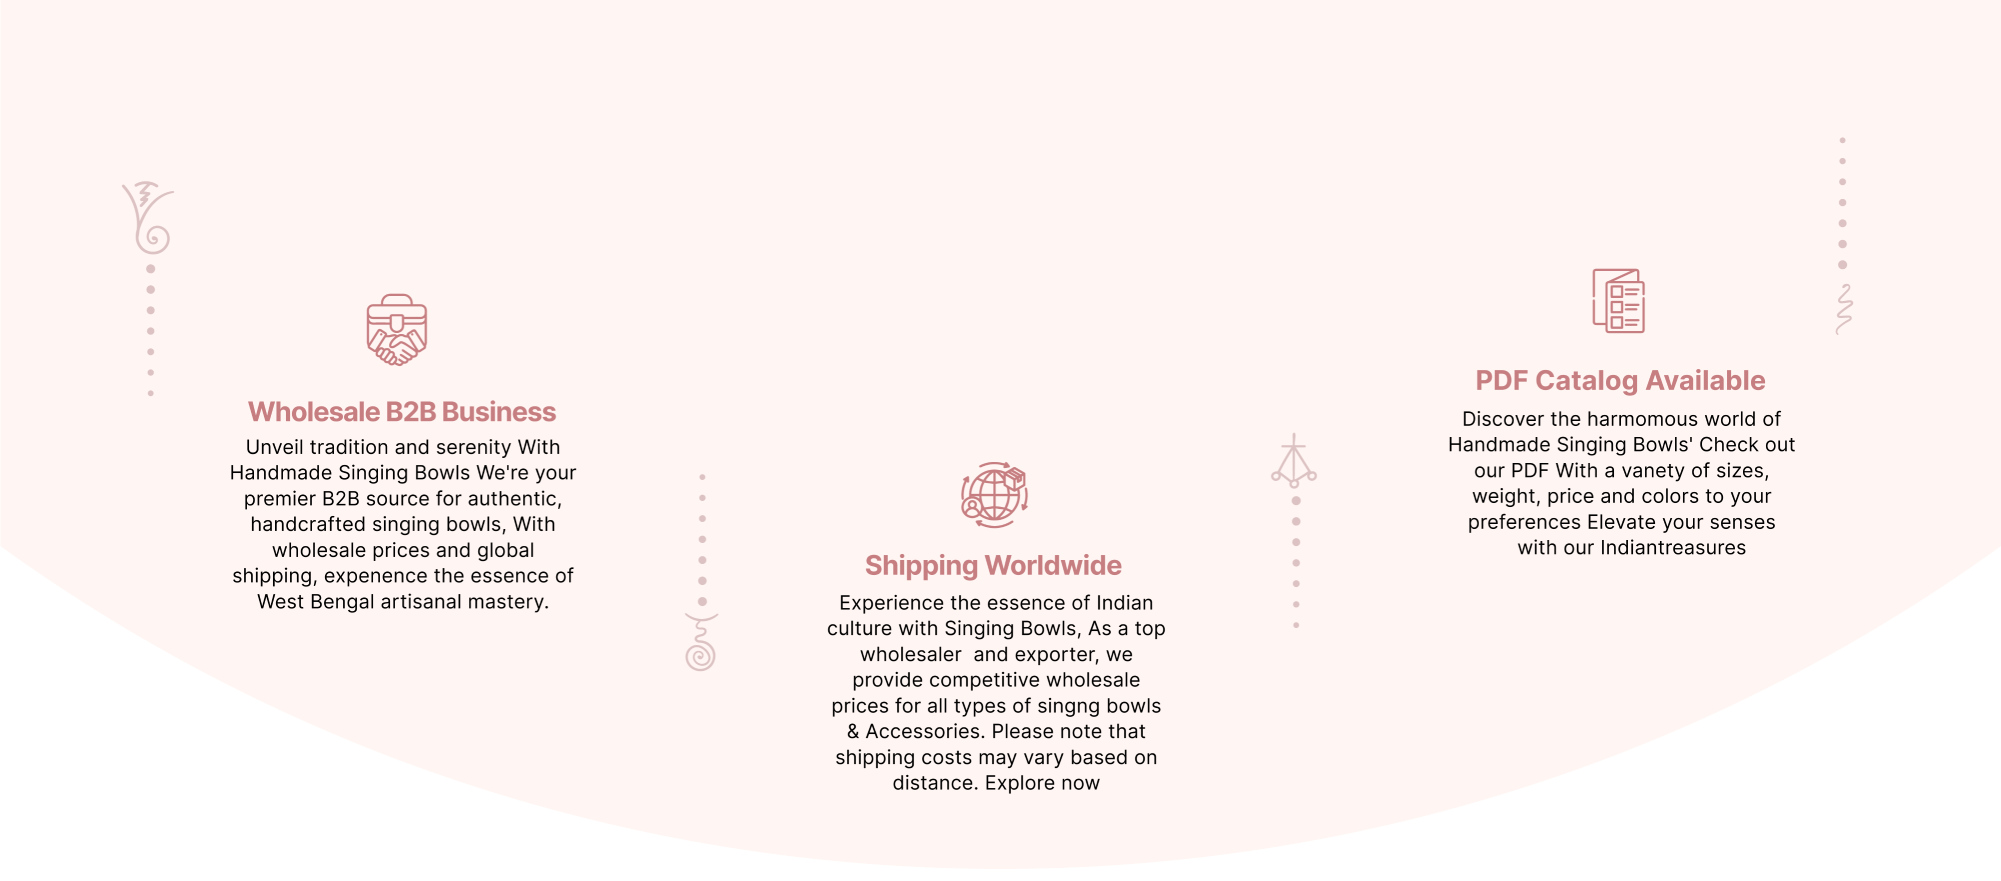 Wholesale B2B Business
Unveil tradition and serenity With
Handmade Singing Bowls We're your
premier B2B source for authentic,
handcrafted singing bowls, With
wholesale prices and global
shipping, expenence the essence of
West Bengal artisanal mastery.
Shipping Worldwide
Experience the essence of Indian
culture with Singing Bowls, As a top
wholesaler  and exporter, we
provide competitive wholesale
prices for all types of singng bowls
& Accessories. Please note that
shipping costs may vary based on
distance. Explore now
PDF Catalog Available
Discover the harmomous world of
Handmade Singing Bowls' Check out
our PDF With a vanety of sizes,
weight, price and colors to your
preferences Elevate your senses
with our Indiantreasures